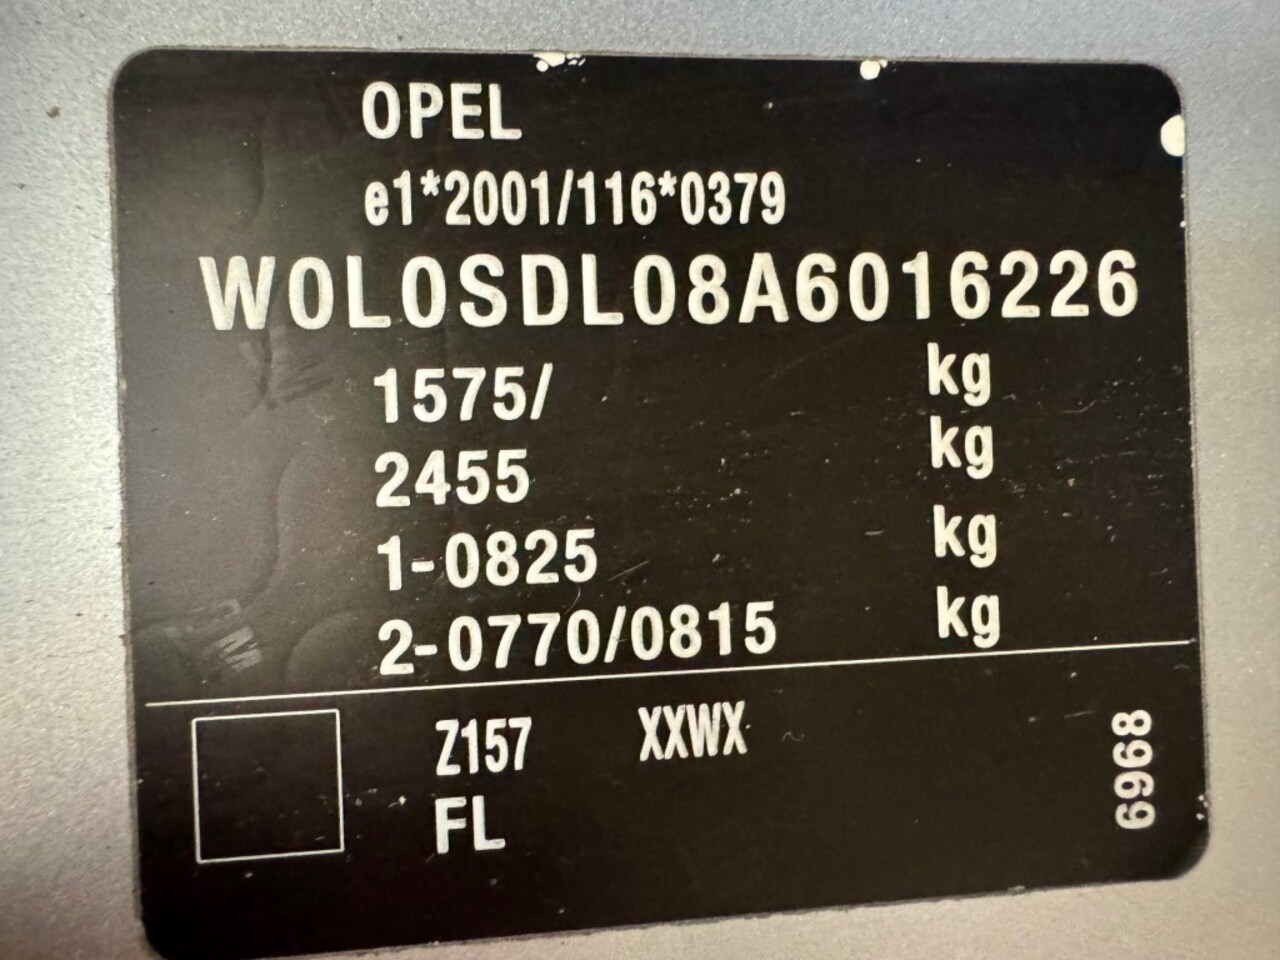 OPEL
e1*2001/116*0379
W0L0SDL08A6016226
1575/ kg
2455 kg
1-0825 kg
2-0770/0815 kg
Z157 XXWX
FL
6968